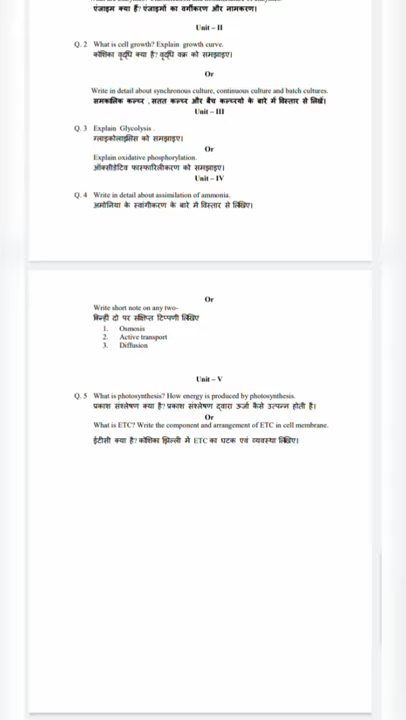 एंजाइम क्या हैं? एंजाइमों का वर्गीकरण और नामकरण।
Unit – II
Q. 2 What is cell growth? Explain growth curve.
कोशिका वृद्धि क्या है? वृद्धि वक्र को समझाइए।
Or
Write in detail about synchronous culture, continuous culture and batch cultures.
समकालिक कल्चर , सतत कल्चर और बैच कल्चरयो के बारे में विस्तार से लिखें।
Unit – III
Q. 3 Explain Glycolysis .
ग्लाइकोलाइसिस को समझाइए।
Or
Explain oxidative phosphorylation.
ऑक्सीडेटिव फास्फारिलीकरण को समझाइए।
Unit – IV
Q. 4 Write in detail about assimilation of ammonia.
अमोनिया के स्वांगीकरण के बारे में विस्तार से लिखिए।
Or
Write short note on any two-
किन्हीं दो पर संक्षिप्त टिप्पणी लिखिए
1. Osmosis
2. Active transport
3. Diffusion
Unit – V
Q. 5 What is photosynthesis? How energy is produced by photosynthesis.
प्रकाश संश्लेषण क्या है? प्रकाश संश्लेषण द्वारा ऊर्जा कैसे उत्पन्न होती है।
Or
What is ETC? Write the component and arrangement of ETC in cell membrane.
ईटीसी क्या है? कोशिका झिल्ली में ETC का घटक एवं व्यवस्था लिखिए।